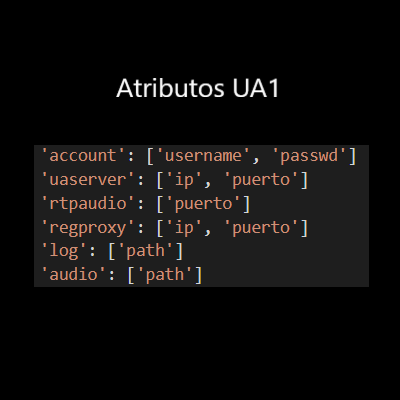 Atributos UA1
'account': ['username', 'passwd']
'uaserver': ['ip', 'puerto']
'rtpaudio': ['puerto']
'regproxy': ['ip', 'puerto']
'log': ['path']
'audio': ['path']